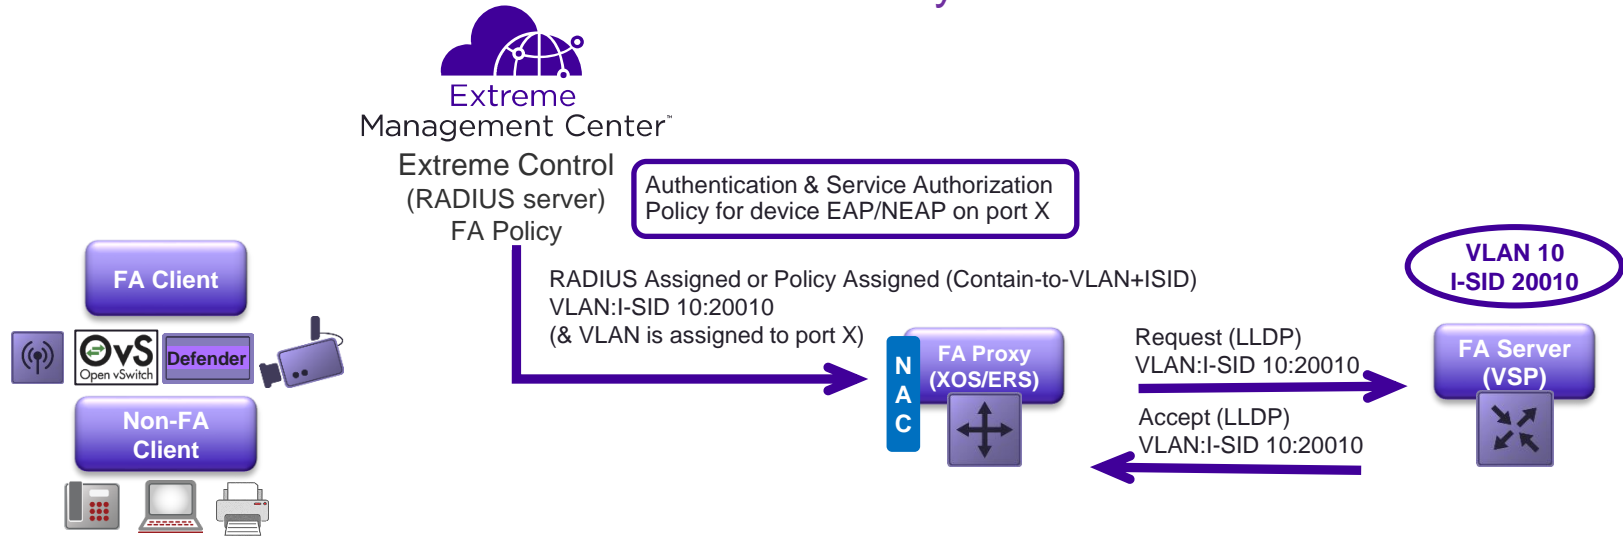 Extreme
Management Center™
Extreme Control
(RADIUS server)
FA Policy
Authentication & Service Authorization
Policy for device EAP/NEAP on port X
FA Client
OvS
Open vSwitch
Defender
Non-FA
Client
RADIUS Assigned or Policy Assigned (Contain-to-VLAN+ISID)
VLAN:I-SID 10:20010
(& VLAN is assigned to port X)
N
A
C
FA Proxy
(XOS/ERS)
Request (LLDP)
VLAN:I-SID 10:20010
Accept (LLDP)
VLAN:I-SID 10:20010
VLAN 10
I-SID 20010
FA Server
(VSP)